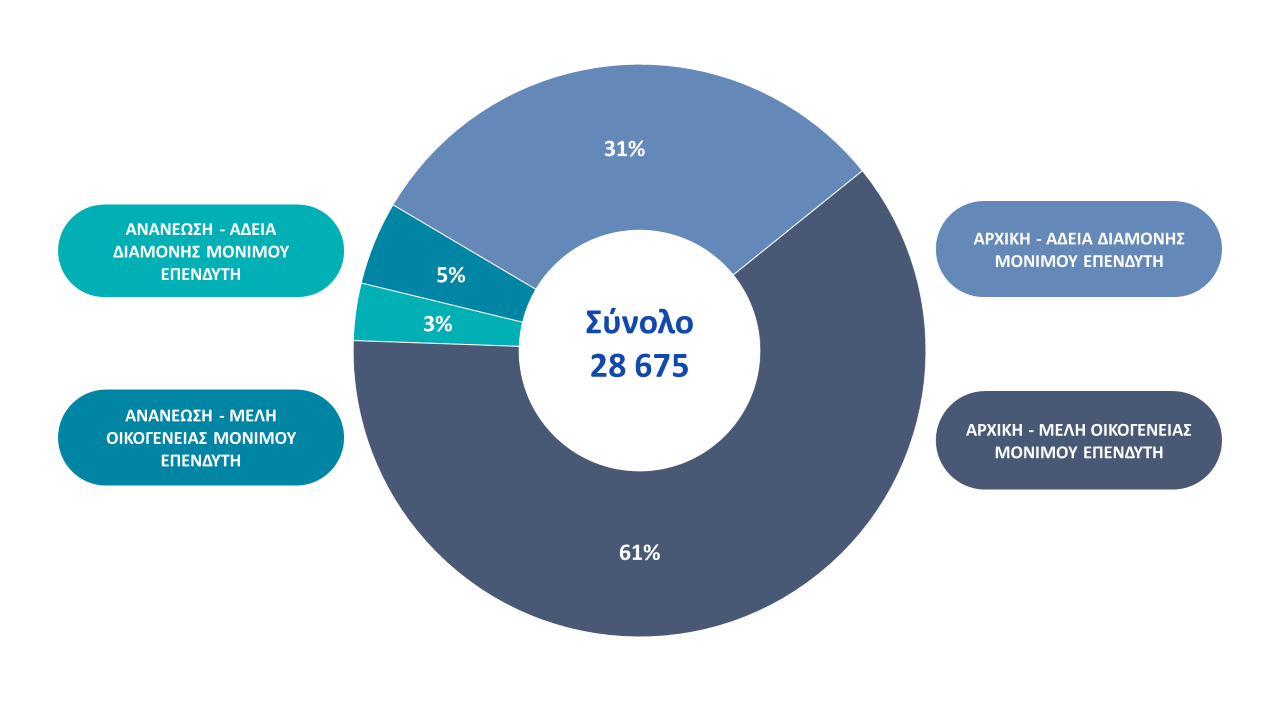 31%
ΑΝΑΝΕΩΣΗ - ΑΔΕΙΑ
ΔΙΑΜΟΝΗΣ ΜΟΝΙΜΟΥ
ΕΠΕΝΔΥΤΗ
ΑΡΧΙΚΗ - ΑΔΕΙΑ ΔΙΑΜΟΝΗΣ
ΜΟΝΙΜΟΥ ΕΠΕΝΔΥΤΗ
5%
3%
Σύνολο
28 675
ΑΝΑΝΕΩΣΗ - ΜΕΛΗ
ΟΙΚΟΓΕΝΕΙΑΣ ΜΟΝΙΜΟΥ
ΕΠΕΝΔΥΤΗ
ΑΡΧΙΚΗ - ΜΕΛΗ ΟΙΚΟΓΕΝΕΙΑΣ
ΜΟΝΙΜΟΥ ΕΠΕΝΔΥΤΗ
61%